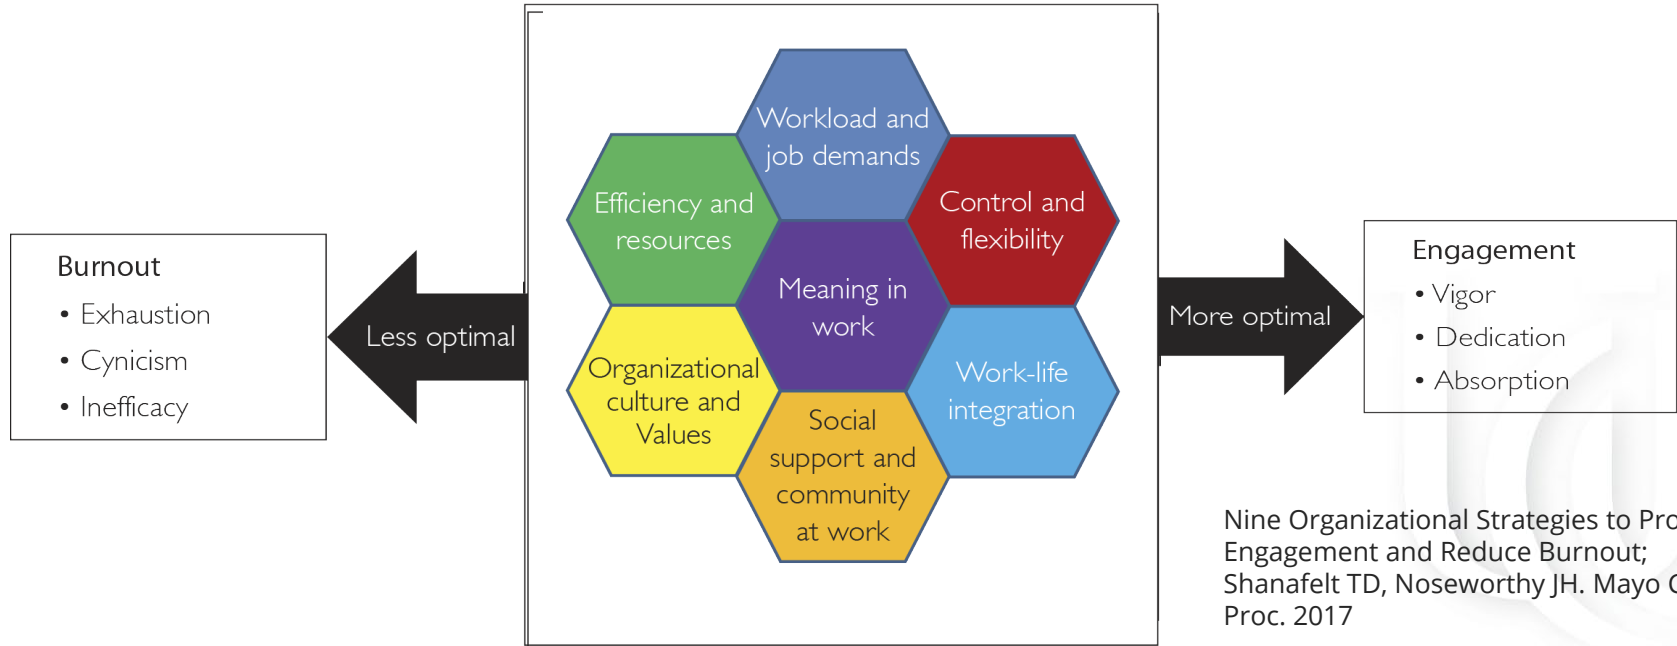 Burnout
• Exhaustion
• Cynicism
• Inefficacy
Less optimal
Workload and
job demands
Efficiency and
resources
Control and
flexibility
Meaning in
work
Organizational
culture and
Values
Work-life
integration
Social
support and
community
at work
More optimal
Engagement
• Vigor
• Dedication
• Absorption
Nine Organizational Strategies to Pro
Engagement and Reduce Burnout;
Shanafelt TD, Noseworthy JH. Mayo C
Proc. 2017